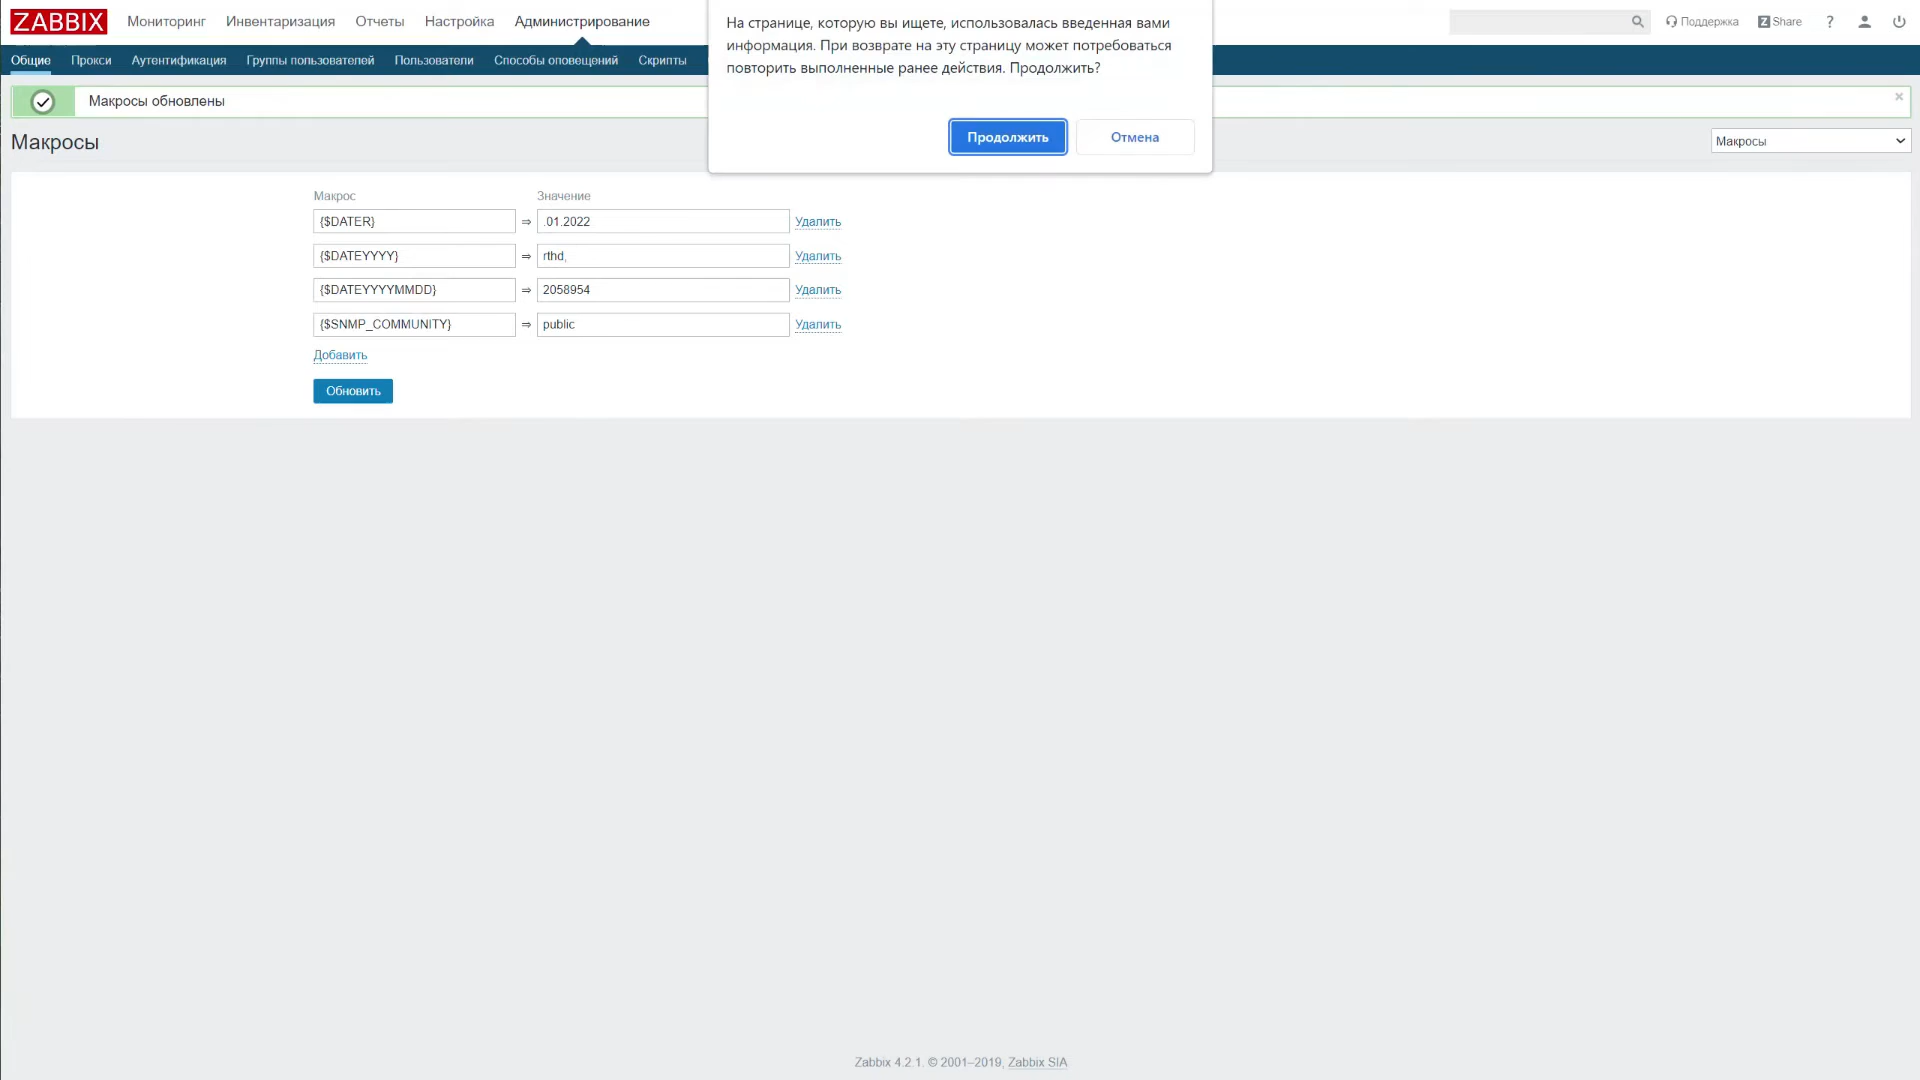 ZABBIX Мониторинг Инвентаризация Отчеты Настройка Администрирование
Поддержка Z Share ?
Общие Прокси Аутентификация Группы пользователей Пользователи Способы оповещений Скрипты
На странице, которую вы ищете, использовалась введенная вами
информация. При возврате на эту страницу может потребоваться
повторить выполненные ранее действия. Продолжить?
Продолжить Отмена
Макросы обновлены
Макросы
Макросы
Макрос Значение
{$DATER} ⇒ .01.2022 Удалить
{$DATEYYYY} ⇒ rthd, Удалить
{$DATEYYYYMMDD} ⇒ 2058954 Удалить
{$SNMP_COMMUNITY} ⇒ public Удалить
Добавить
Обновить
Zabbix 4.2.1. © 2001–2019, Zabbix SIA